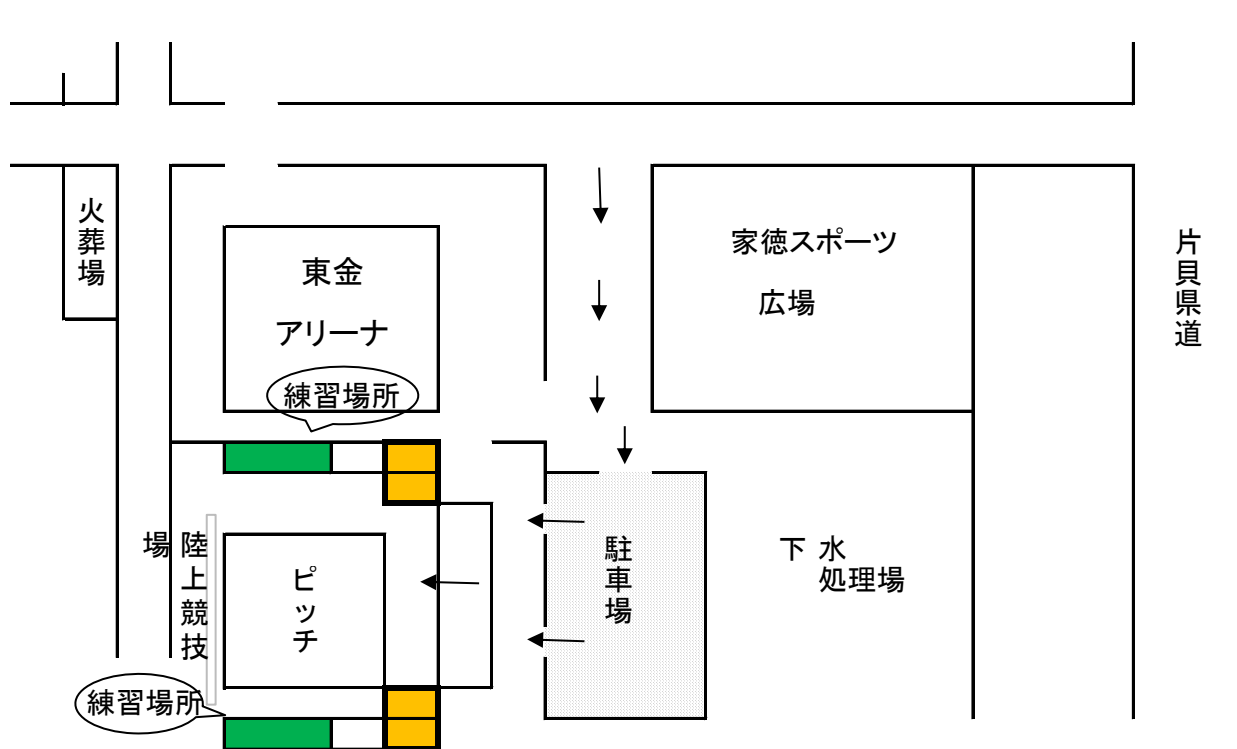 火葬場
東金
アリーナ
練習場所
家徳スポーツ
広場
片貝県道
陸上競技
場
ピッチ
駐車場
下水
処理場
練習場所